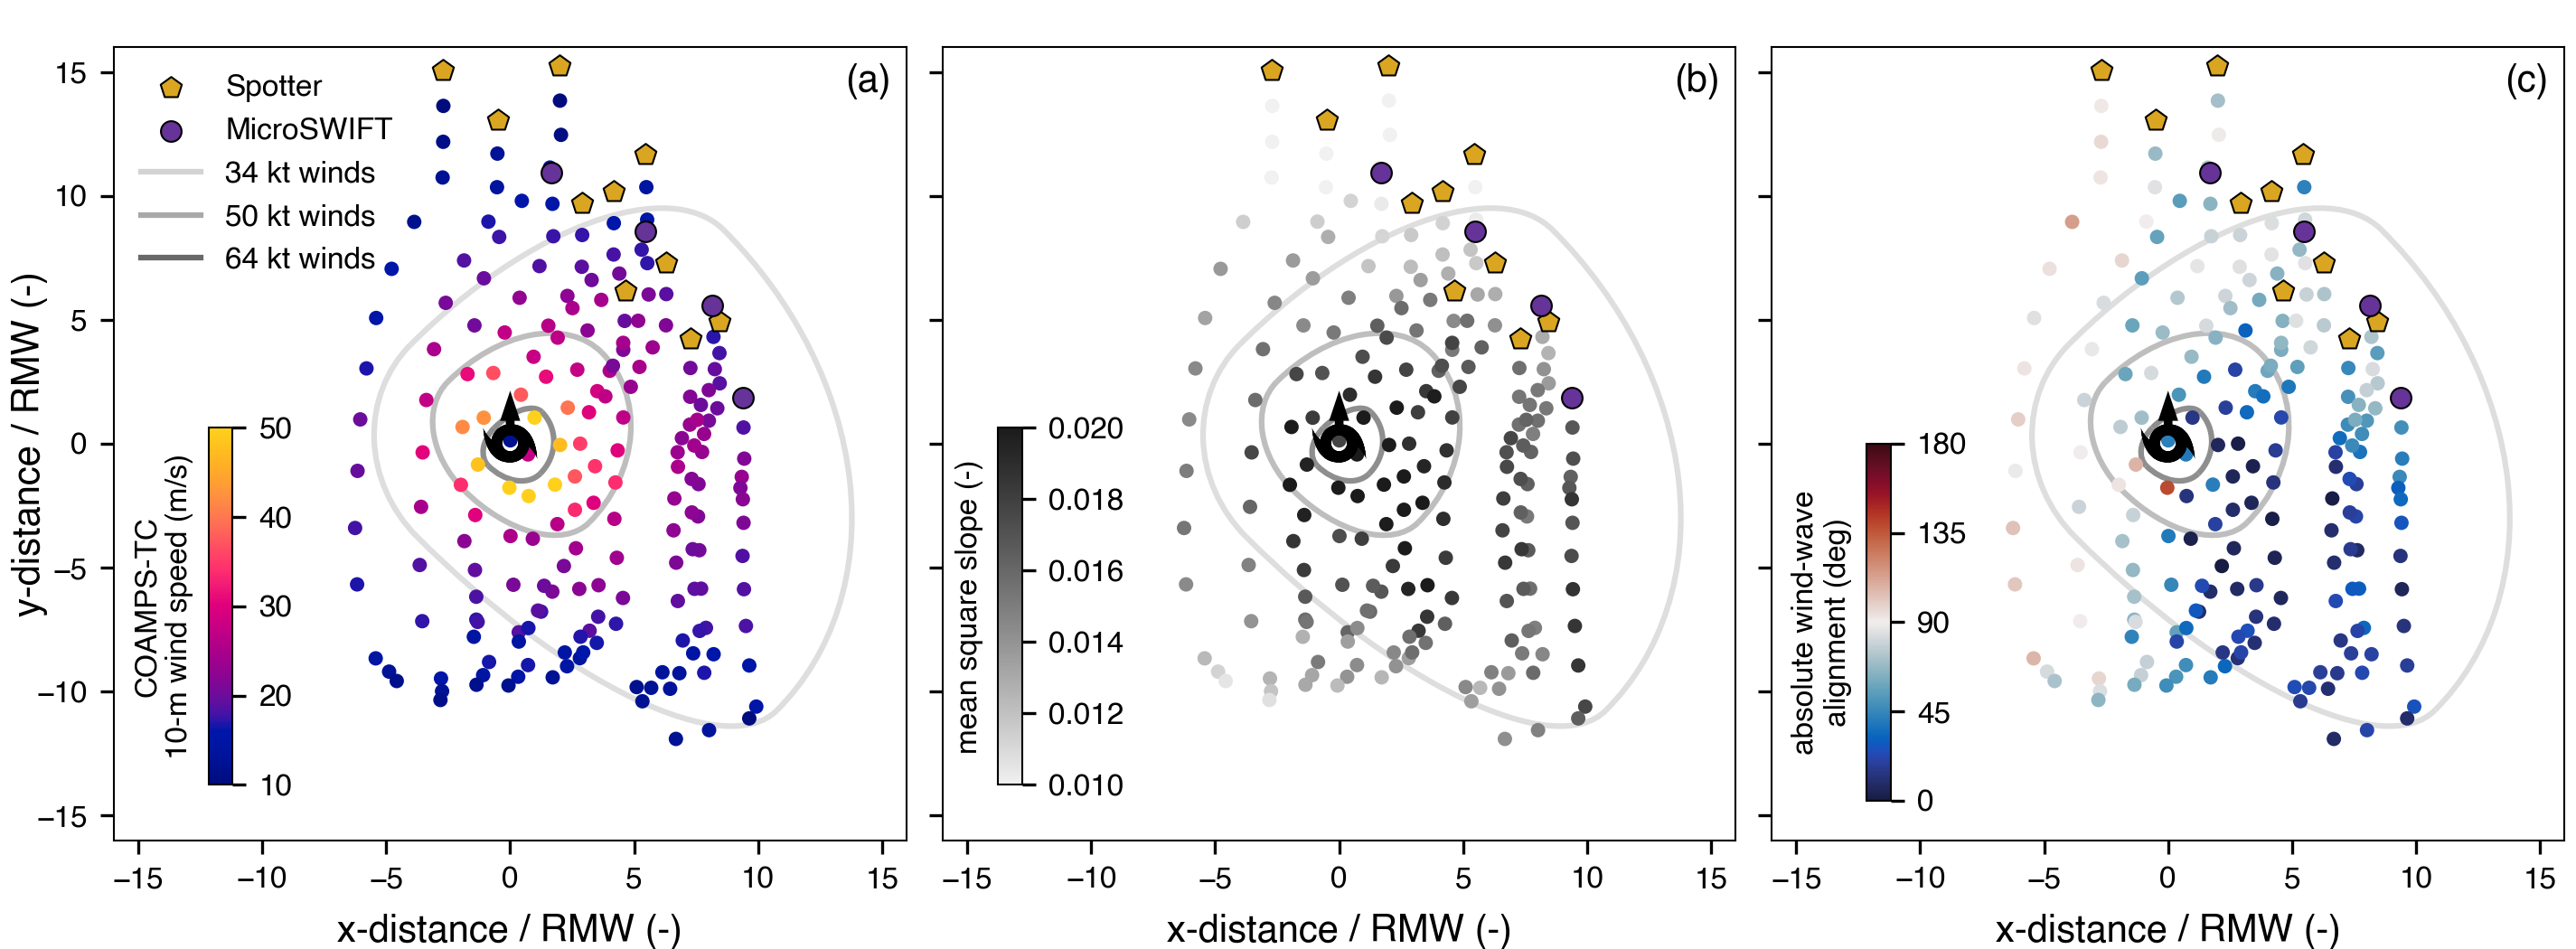 (a)
Spotter
MicroSWIFT
34 kt winds
50 kt winds
64 kt winds
15
10
5
0
−5
−10
−15
y-distance / RMW (-)
COAMPS-TC
10-m wind speed (m/s)
50
40
30
20
10
−15
−10
−5
0
5
10
15
x-distance / RMW (-)
(b)
mean square slope (-)
0.020
0.018
0.016
0.014
0.012
0.010
−15
−10
−5
0
5
10
15
x-distance / RMW (-)
(c)
absolute wind-wave
alignment (deg)
180
135
90
45
0
−15
−10
−5
0
5
10
15
x-distance / RMW (-)